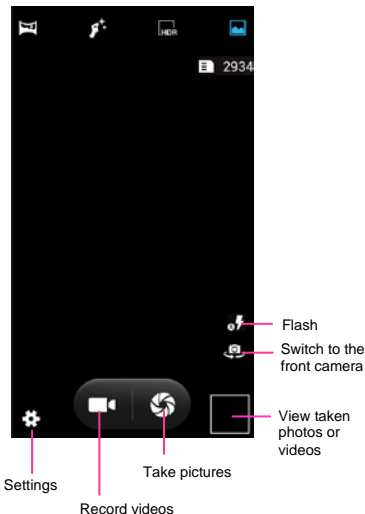 HDR
2934
Flash
Switch to the
front camera
View taken
photos or
videos
Take pictures
Settings
Record videos